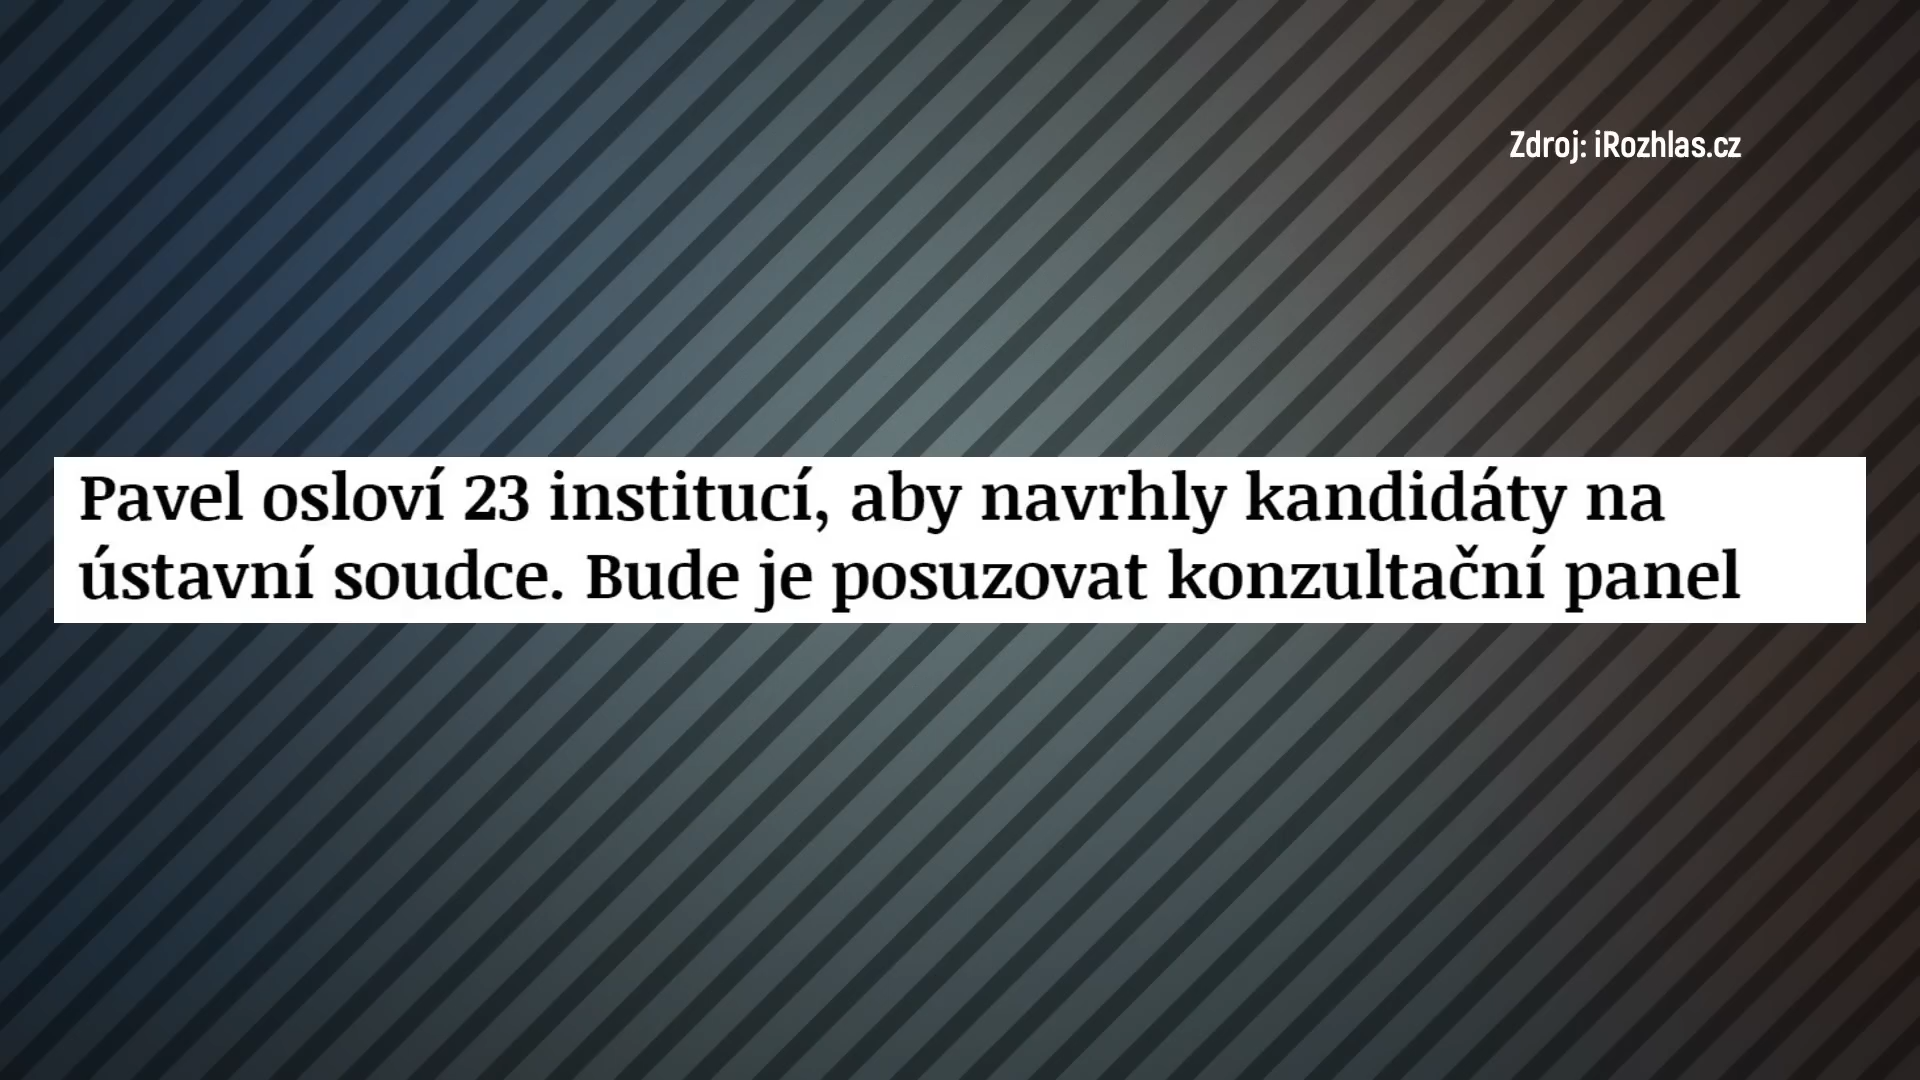 Zdroj: iRozhlas.cz
Pavel osloví 23 institucí, aby navrhly kandidáty na
ústavní soudce. Bude je posuzovat konzultační panel